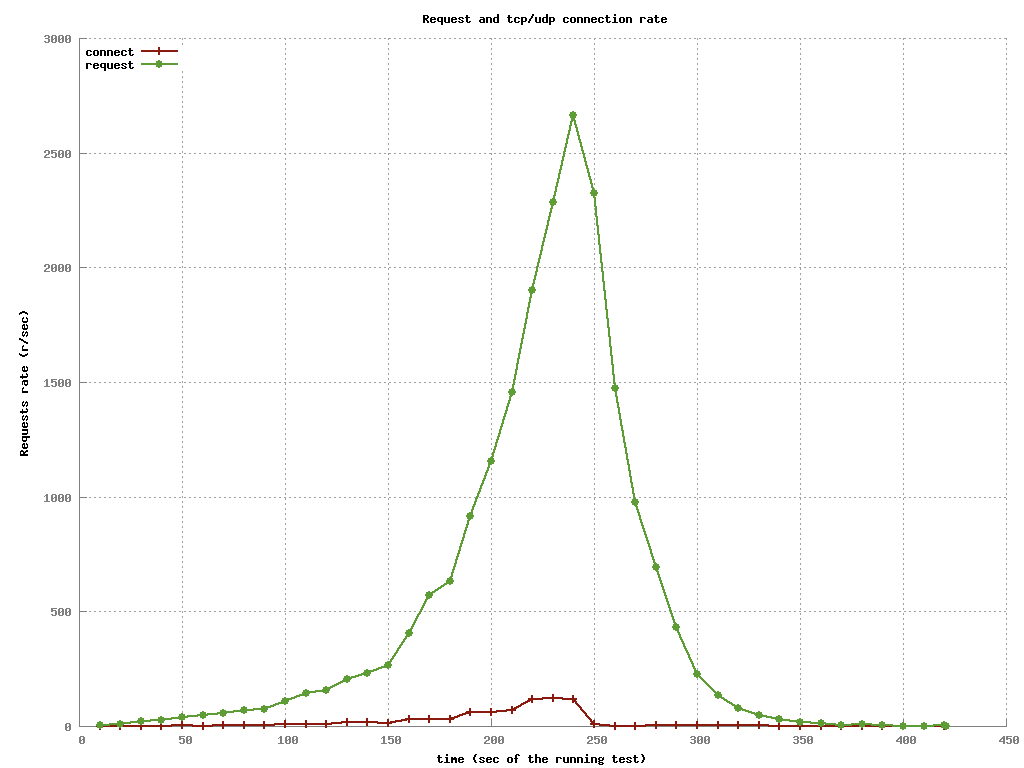 Request and tcp/udp connection rate
3000
connect
request
2500
2000
1500
1000
500
0
Requests rate (r/sec)
0 50 100 150 200 250 300 350 400 450
time (sec of the running test)